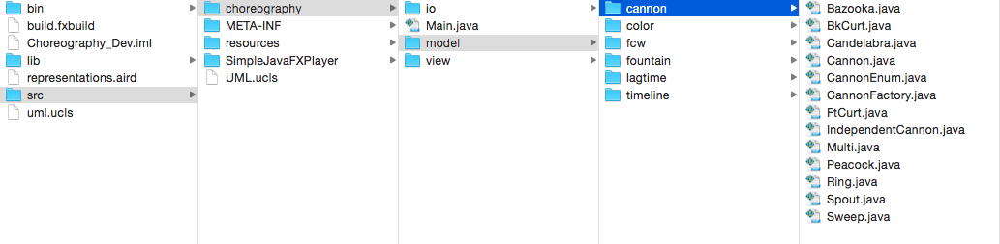 bin
build.fxbuild
Choreography_Dev.iml
lib
representations.aird
src
uml.ucls
choreography
META-INF
resources
SimpleJavaFXPlayer
UML.ucls
io
Main.java
model
view
cannon
color
fcw
fountain
lagtime
timeline
Bazooka.java
BkCurt.java
Candelabra.java
Cannon.java
CannonEnum.java
CannonFactory.java
FtCurt.java
IndependentCannon.java
Multi.java
Peacock.java
Ring.java
Spout.java
Sweep.java